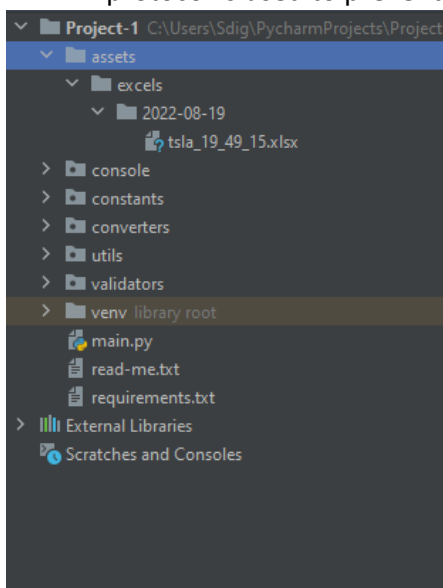 Project-1 C:\Users\Sdig\PycharmProjects\Project
assets
excels
2022-08-19
tsla_19_49_15.xlsx
console
constants
converters
utils
validators
venv library root
main.py
read-me.txt
requirements.txt
External Libraries
Scratches and Consoles